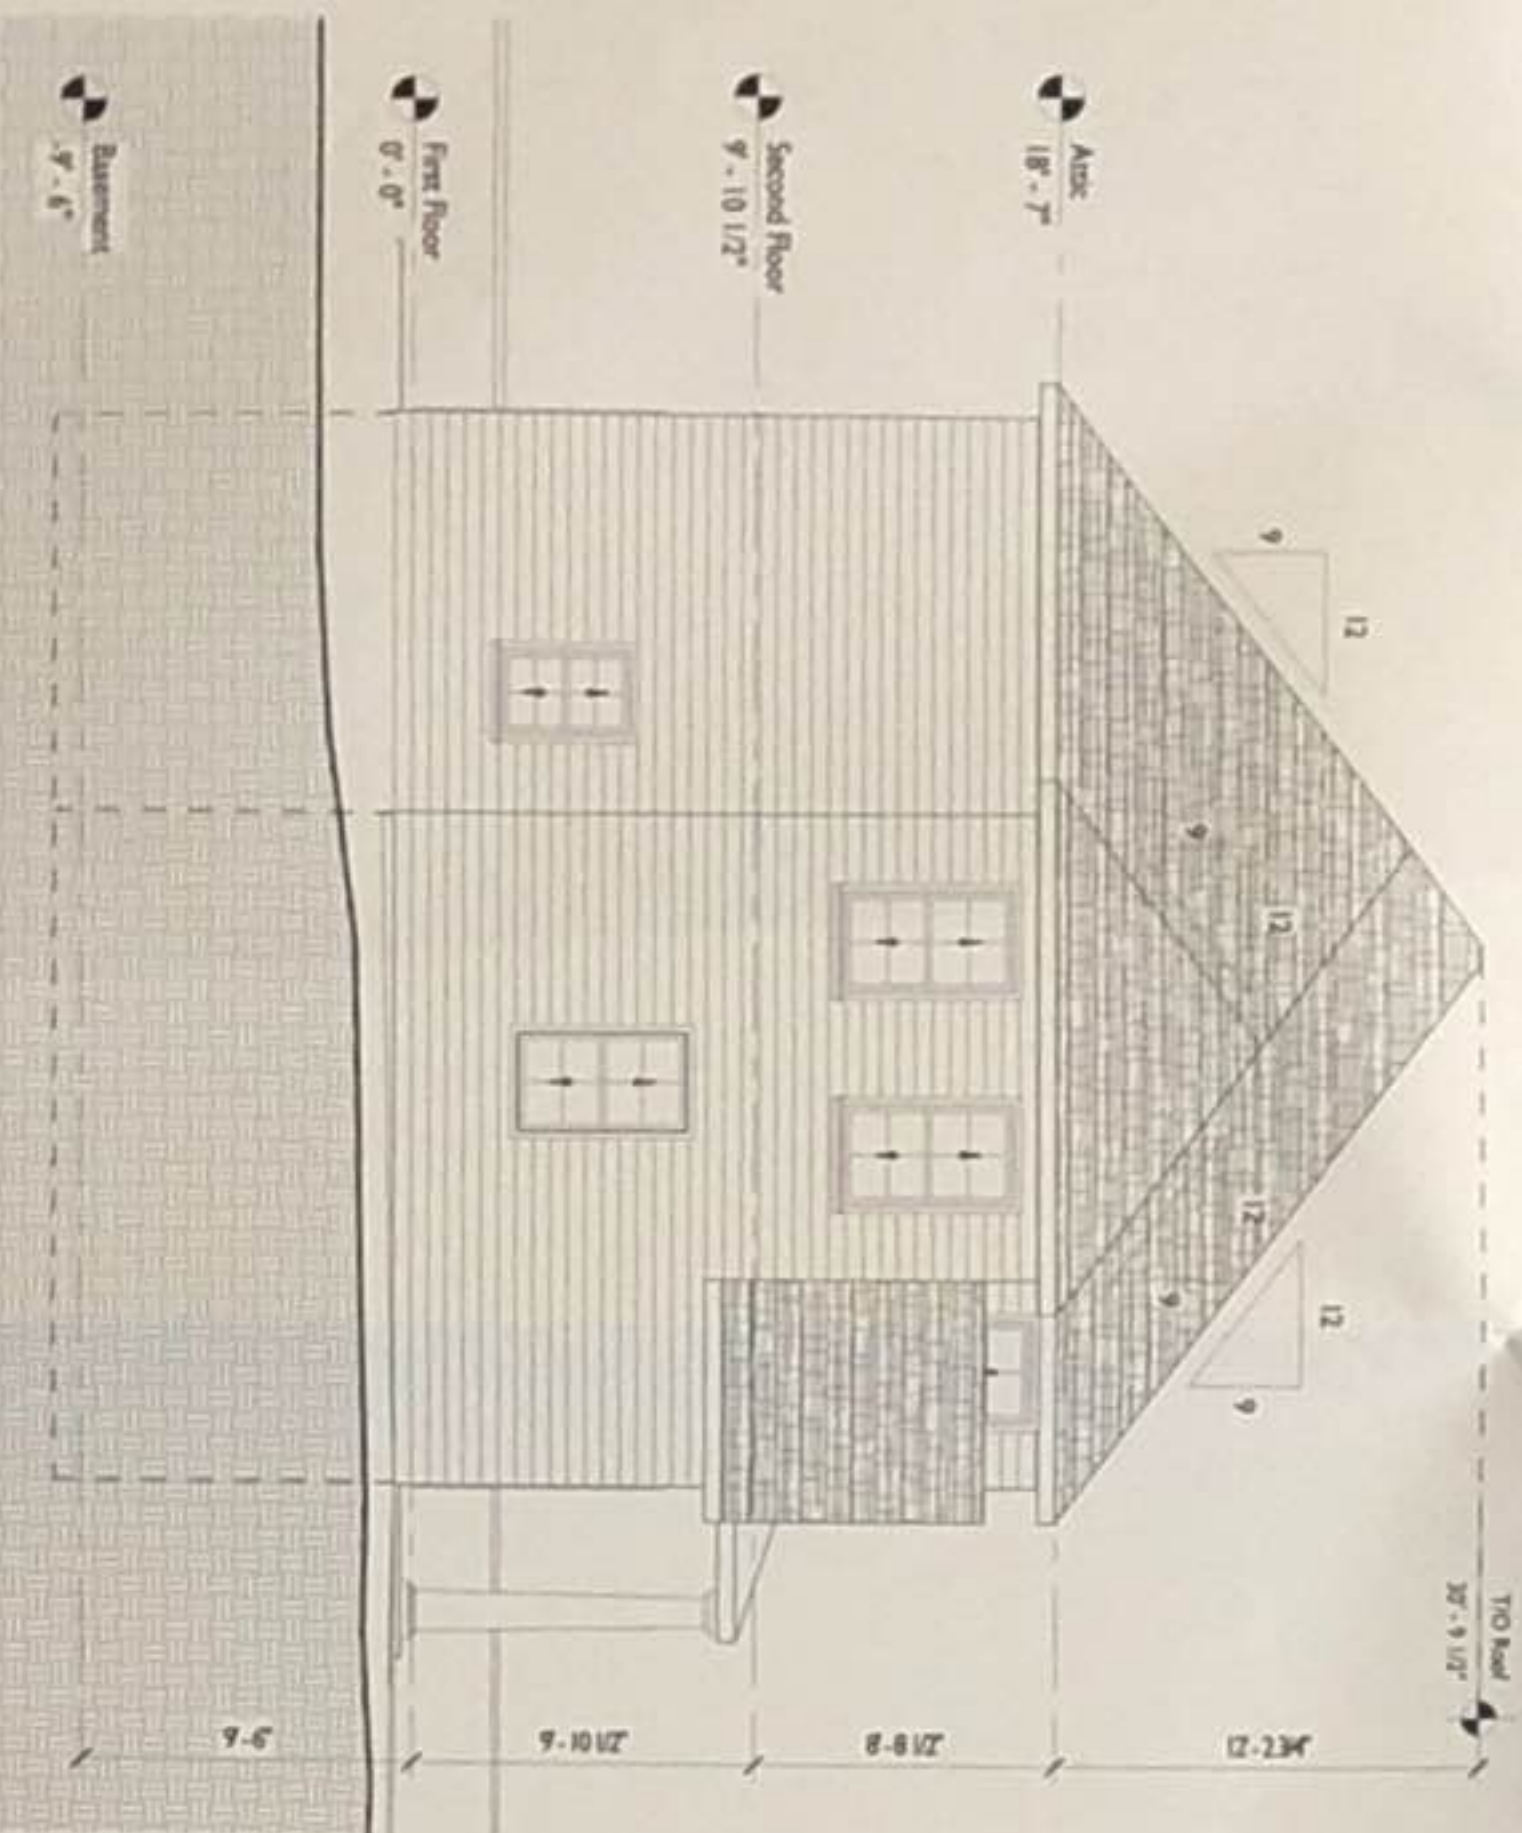 T/O Roof
30' - 9 1/2"
Attic
18' - 7"
Second Floor
9' - 10 1/2"
First Floor
0' - 0"
Basement
-9' - 6"
12
9
12
9
9
12
12
9
12-2 3/4"
8-8 1/2"
9-10 1/2"
9-6"